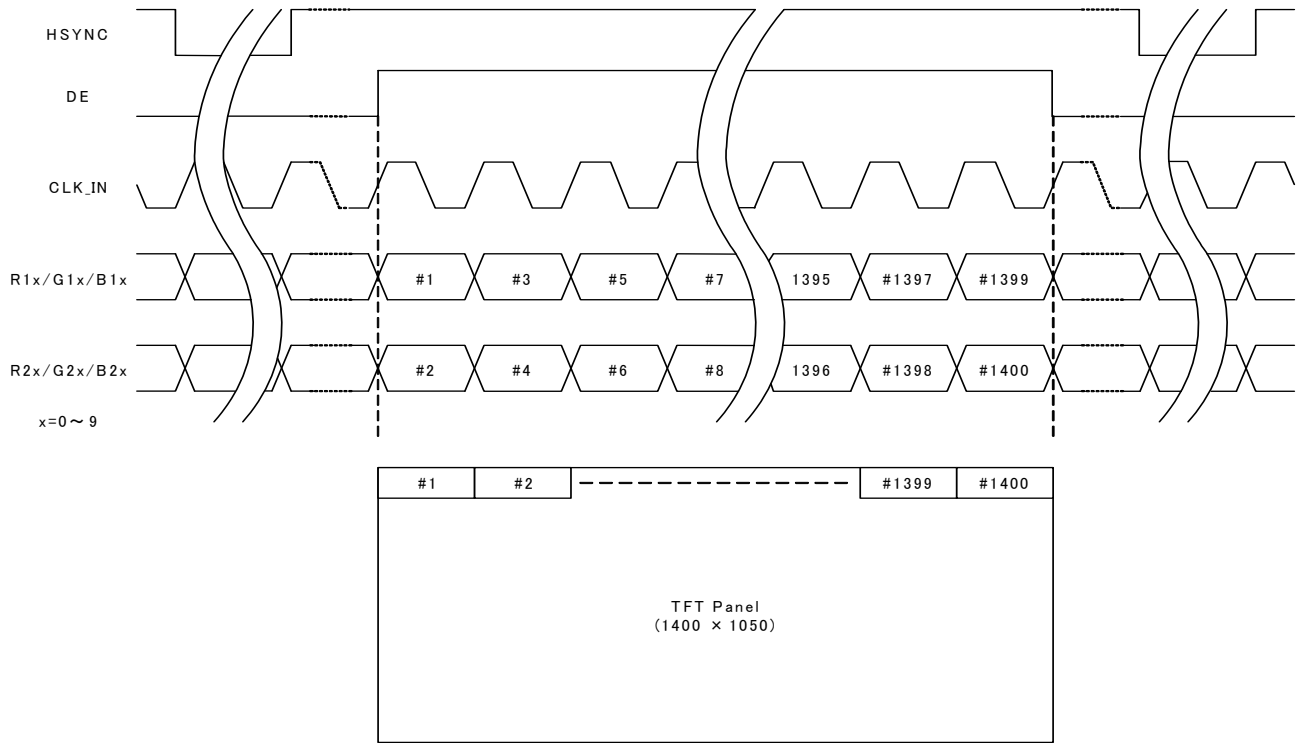 HSYNC
DE
CLK_IN
R1x/G1x/B1x #1 #3 #5 #7 1395 #1397 #1399
R2x/G2x/B2x #2 #4 #6 #8 1396 #1398 #1400
x=0～9
#1 #2 #1399 #1400
TFT Panel
(1400 × 1050)